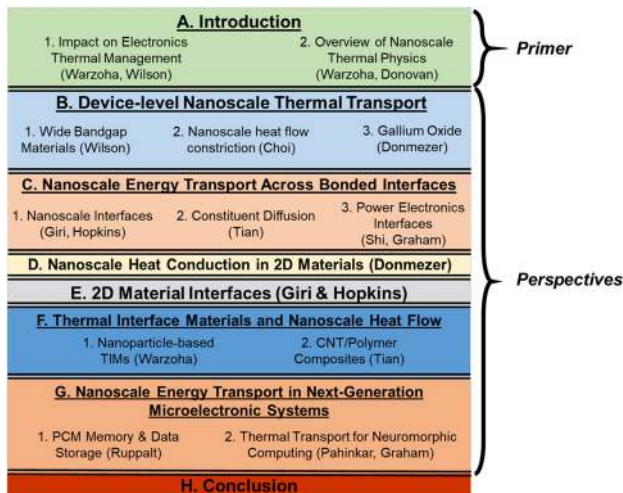 A. Introduction
1. Impact on Electronics
Thermal Management
(Warzoha, Wilson)
2. Overview of Nanoscale
Thermal Physics
(Warzoha, Donovan)
Primer
B. Device-level Nanoscale Thermal Transport
1. Wide Bandgap
Materials (Wilson)
2. Nanoscale heat flow
constriction (Choi)
3. Gallium Oxide
(Donmezer)
C. Nanoscale Energy Transport Across Bonded Interfaces
1. Nanoscale Interfaces
(Giri, Hopkins)
2. Constituent Diffusion
(Tian)
3. Power Electronics
Interfaces
(Shi, Graham)
D. Nanoscale Heat Conduction in 2D Materials (Donmezer)
E. 2D Material Interfaces (Giri & Hopkins)
Perspectives
F. Thermal Interface Materials and Nanoscale Heat Flow
1. Nanoparticle-based
TIMs (Warzoha)
2. CNT/Polymer
Composites (Tian)
G. Nanoscale Energy Transport in Next-Generation
Microelectronic Systems
1. PCM Memory & Data
Storage (Ruppalt)
2. Thermal Transport for Neuromorphic
Computing (Pahinkar, Graham)
H. Conclusion